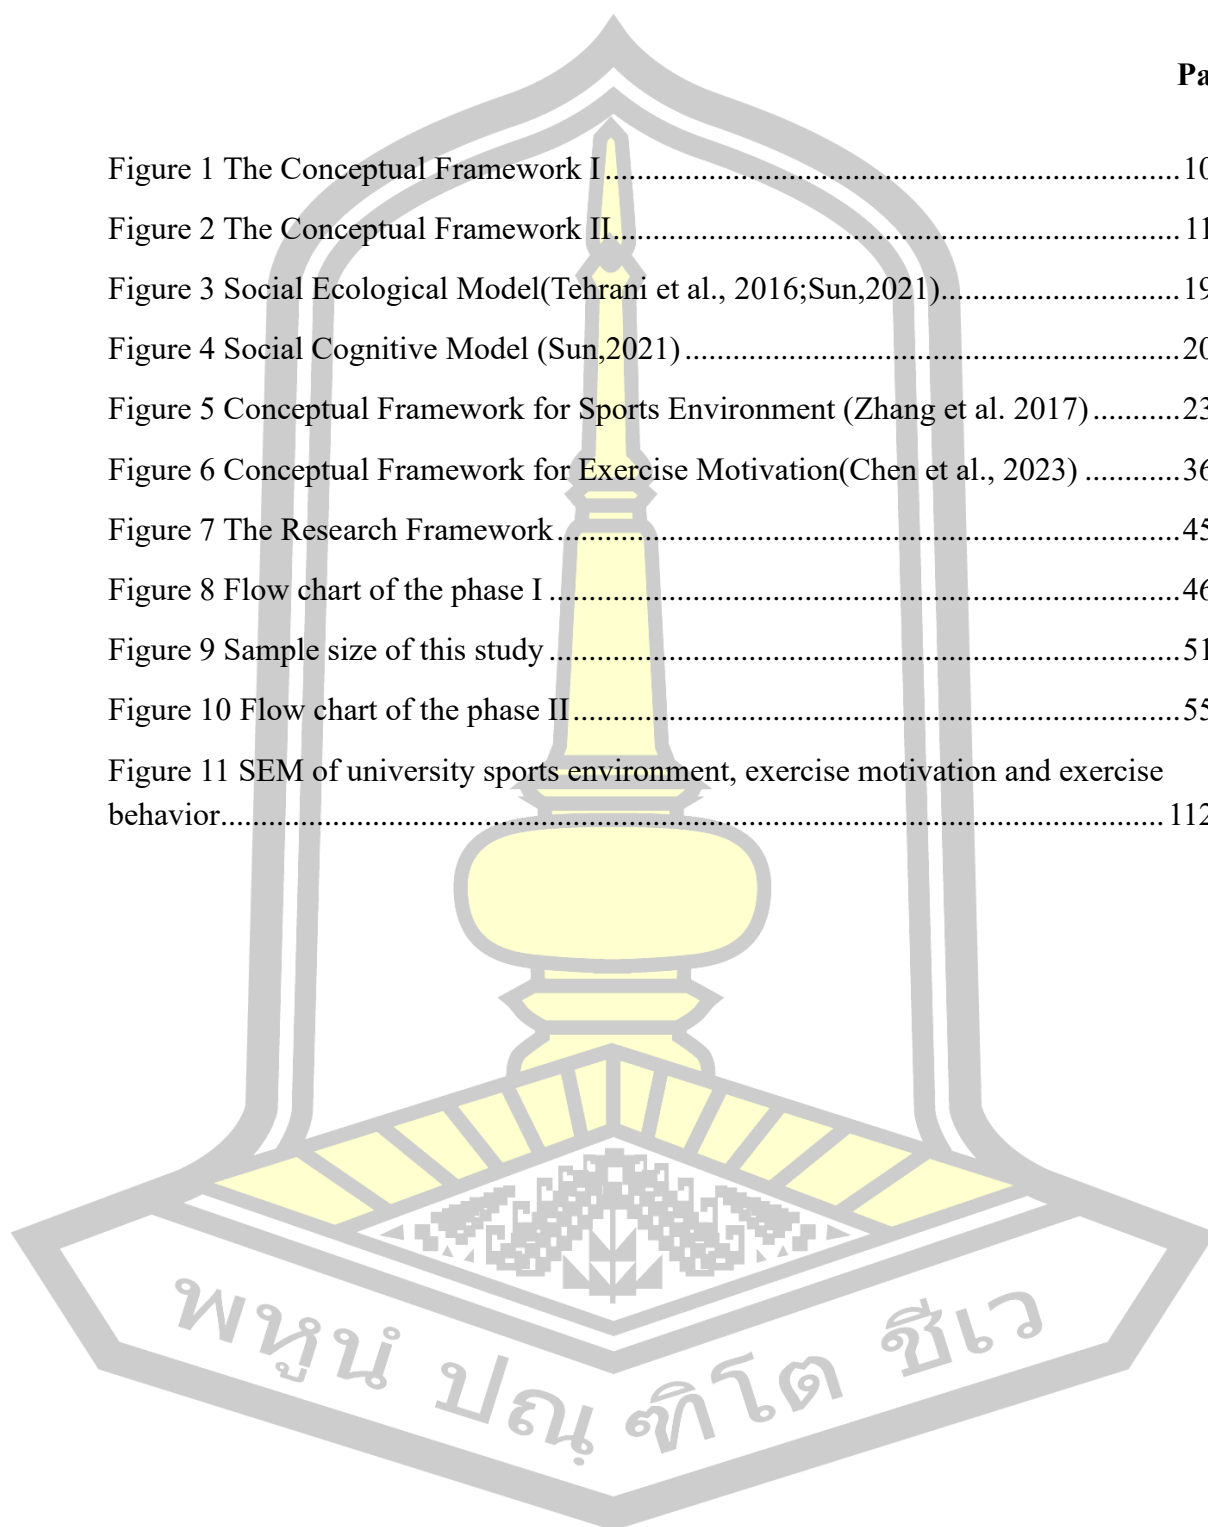 Pa
Figure 1 The Conceptual Framework I........................................................................10
Figure 2 The Conceptual Framework II.......................................................................11
Figure 3 Social Ecological Model(Tehrani et al., 2016;Sun,2021)..............................19
Figure 4 Social Cognitive Model (Sun,2021)..............................................................20
Figure 5 Conceptual Framework for Sports Environment (Zhang et al. 2017)...........23
Figure 6 Conceptual Framework for Exercise Motivation(Chen et al., 2023)............36
Figure 7 The Research Framework..............................................................................45
Figure 8 Flow chart of the phase I...............................................................................46
Figure 9 Sample size of this study...............................................................................51
Figure 10 Flow chart of the phase II............................................................................55
Figure 11 SEM of university sports environment, exercise motivation and exercise
behavior......................................................................................................................112
พหูนํ ปณฺฑิโต ชีเว